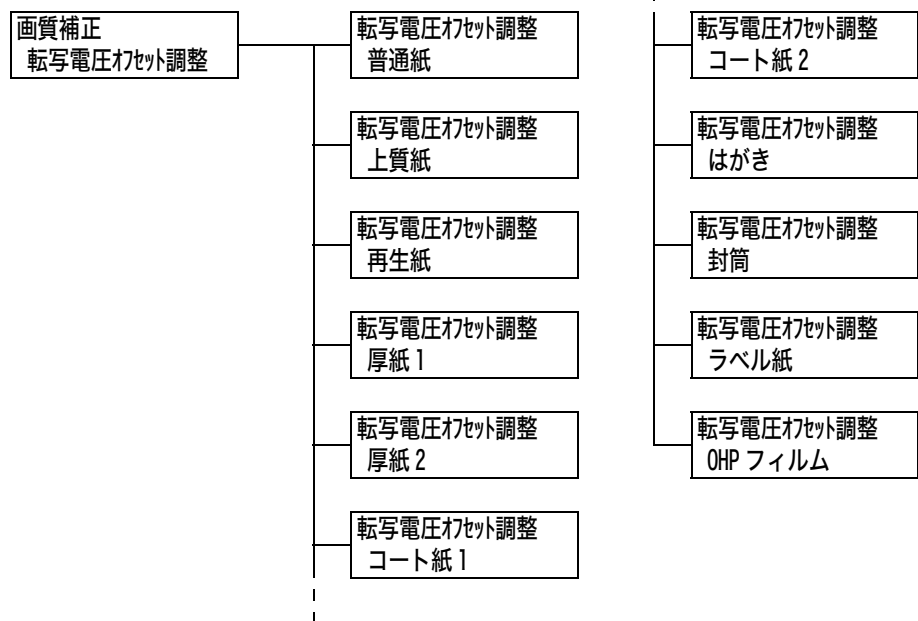 画質補正
転写電圧ｵﾌｾｯﾄ調整
転写電圧ｵﾌｾｯﾄ調整
普通紙
転写電圧ｵﾌｾｯﾄ調整
上質紙
転写電圧ｵﾌｾｯﾄ調整
再生紙
転写電圧ｵﾌｾｯﾄ調整
厚紙 1
転写電圧ｵﾌｾｯﾄ調整
厚紙 2
転写電圧ｵﾌｾｯﾄ調整
コート紙 1
転写電圧ｵﾌｾｯﾄ調整
コート紙 2
転写電圧ｵﾌｾｯﾄ調整
はがき
転写電圧ｵﾌｾｯﾄ調整
封筒
転写電圧ｵﾌｾｯﾄ調整
ラベル紙
転写電圧ｵﾌｾｯﾄ調整
OHP フィルム